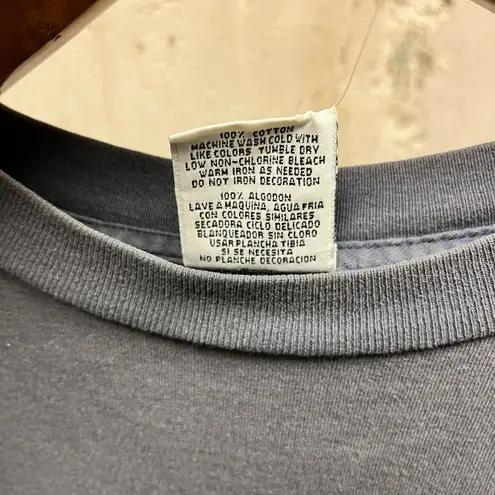 100% COTTON
MACHINE WASH COLD WITH
LIKE COLORS, TUMBLE DRY
LOW NON-CHLORINE BLEACH
WARM IRON AS NEEDED
DO NOT IRON DECORATION
100% ALGODON
LAVE A MAQUINA, AGUA FRIA
CON COLORES SIMILARES
SECADORA CICLO DELICADO
BLANQUEADOR SIN CLORO
USAR PLANCHA TIBIA
SI SE NECESITA
NO PLANCHE DECORACION